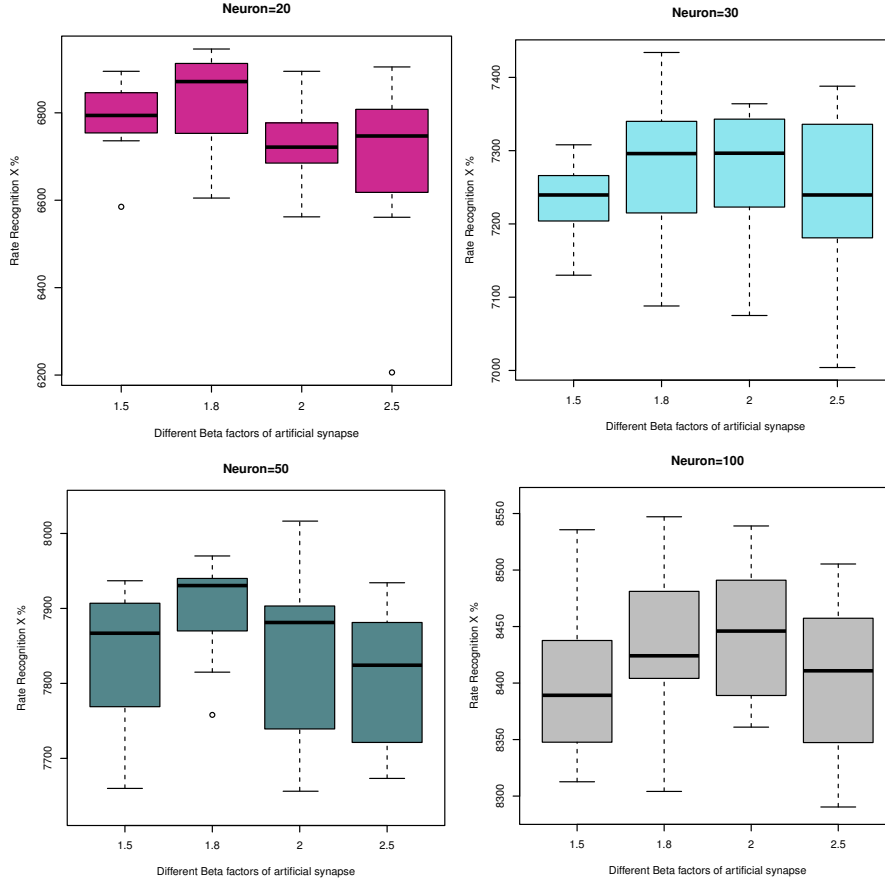 Neuron=20
Rate Recognition X %
6800
6600
6400
6200
1.5 1.8 2 2.5
Different Beta factors of artificial synapse
Neuron=30
Rate Recognition X %
7400
7300
7200
7100
7000
1.5 1.8 2 2.5
Different Beta factors of artificial synapse
Neuron=50
Rate Recognition X %
8000
7900
7800
7700
1.5 1.8 2 2.5
Different Beta factors of artificial synapse
Neuron=100
Rate Recognition X %
8550
8500
8450
8400
8350
8300
1.5 1.8 2 2.5
Different Beta factors of artificial synapse